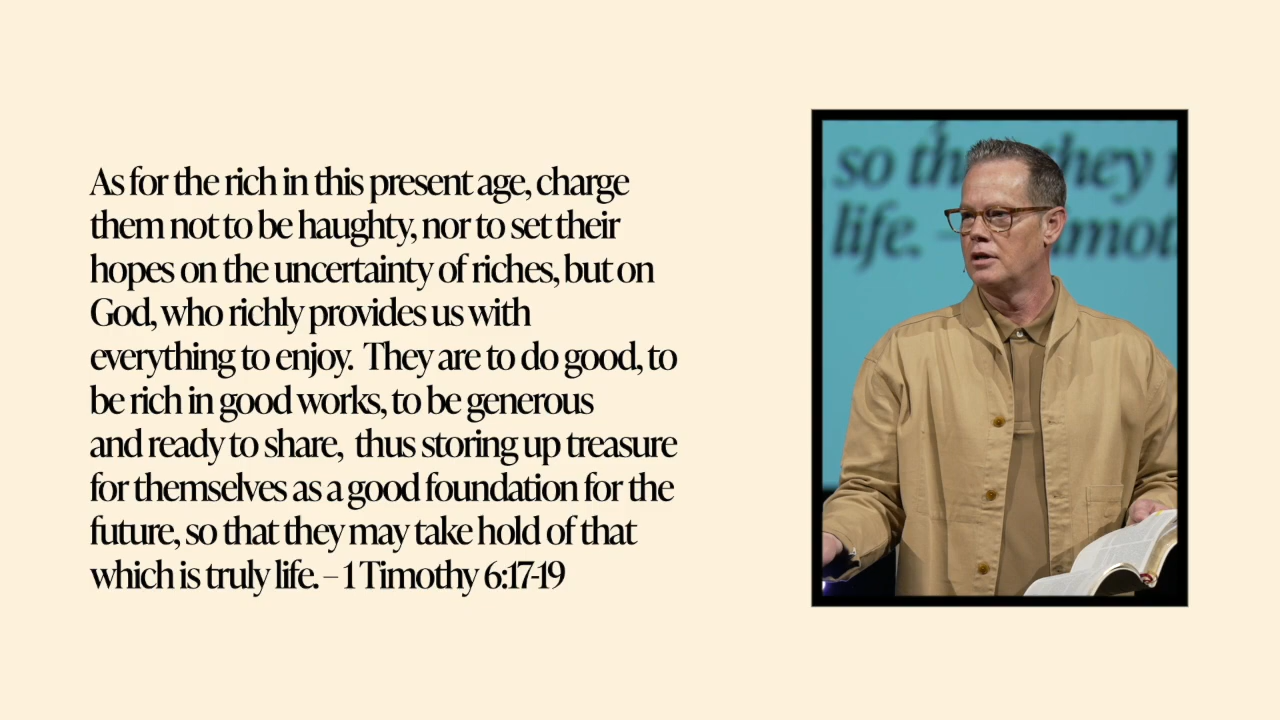 As for the rich in this present age, charge
them not to be haughty, nor to set their
hopes on the uncertainty of riches, but on
God, who richly provides us with
everything to enjoy.  They are to do good, to
be rich in good works, to be generous
and ready to share,  thus storing up treasure
for themselves as a good foundation for the
future, so that they may take hold of that
which is truly life. – 1 Timothy 6:17-19
so they
life. –